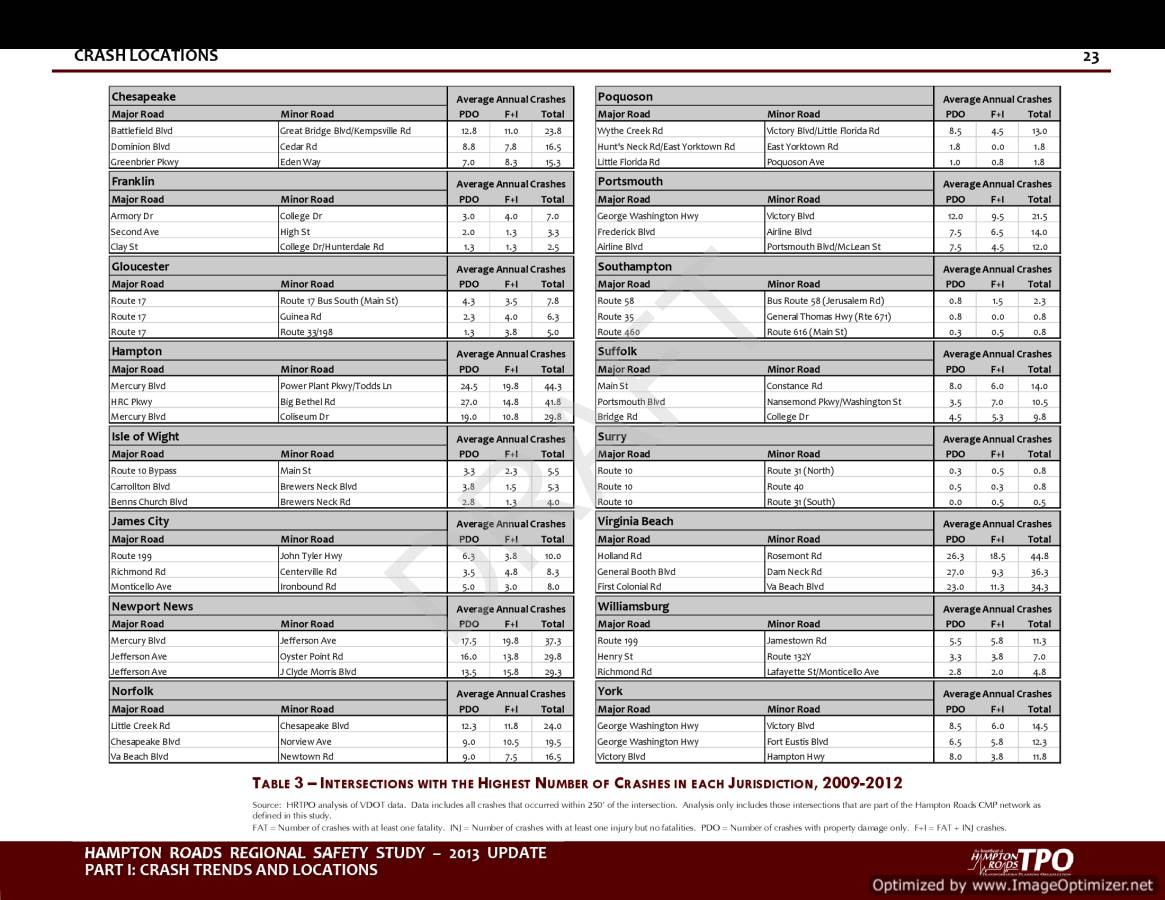 CRASH LOCATIONS 23
Chesapeake Average Annual Crashes
Major Road Minor Road PDO F+I Total
Battlefield Blvd Great Bridge Blvd/Kempsville Rd 12.8 11.0 23.8
Dominion Blvd Cedar Rd 8.8 7.8 16.5
Greenbrier Pkwy Eden Way 7.0 8.3 15.3
Franklin Average Annual Crashes
Major Road Minor Road PDO F+I Total
Armory Dr College Dr 3.0 4.0 7.0
Second Ave High St 2.0 1.3 3.3
Clay St College Dr/Hunterdale Rd 1.3 1.3 2.5
Gloucester Average Annual Crashes
Major Road Minor Road PDO F+I Total
Route 17 Route 17 Bus South (Main St) 4.3 3.5 7.8
Route 17 Guinea Rd 2.3 4.0 6.3
Route 17 Route 33/198 1.3 3.8 5.0
Hampton Average Annual Crashes
Major Road Minor Road PDO F+I Total
Mercury Blvd Power Plant Pkwy/Todds Ln 24.5 19.8 44.3
HRC Pkwy Big Bethel Rd 27.0 14.8 41.8
Mercury Blvd Coliseum Dr 19.0 10.8 29.8
Isle of Wight Average Annual Crashes
Major Road Minor Road PDO F+I Total
Route 10 Bypass Main St 3.3 2.3 5.5
Carrollton Blvd Brewers Neck Blvd 3.8 1.5 5.3
Benns Church Blvd Brewers Neck Rd 2.8 1.3 4.0
James City Average Annual Crashes
Major Road Minor Road PDO F+I Total
Route 199 John Tyler Hwy 6.3 3.8 10.0
Richmond Rd Centerville Rd 3.5 4.8 8.3
Monticello Ave Ironbound Rd 5.0 3.0 8.0
Newport News Average Annual Crashes
Major Road Minor Road PDO F+I Total
Mercury Blvd Jefferson Ave 17.5 19.8 37.3
Jefferson Ave Oyster Point Rd 16.0 13.8 29.8
Jefferson Ave J Clyde Morris Blvd 13.5 15.8 29.3
Norfolk Average Annual Crashes
Major Road Minor Road PDO F+I Total
Little Creek Rd Chesapeake Blvd 12.3 11.8 24.0
Chesapeake Blvd Norview Ave 9.0 10.5 19.5
Va Beach Blvd Newtown Rd 9.0 7.5 16.5
Poquoson Average Annual Crashes
Major Road Minor Road PDO F+I Total
Wythe Creek Rd Victory Blvd/Little Florida Rd 8.5 4.5 13.0
Hunt's Neck Rd/East Yorktown Rd East Yorktown Rd 1.8 0.0 1.8
Little Florida Rd Poquoson Ave 1.0 0.8 1.8
Portsmouth Average Annual Crashes
Major Road Minor Road PDO F+I Total
George Washington Hwy Victory Blvd 12.0 9.5 21.5
Frederick Blvd Airline Blvd 7.5 6.5 14.0
Airline Blvd Portsmouth Blvd/McLean St 7.5 4.5 12.0
Southampton Average Annual Crashes
Major Road Minor Road PDO F+I Total
Route 58 Bus Route 58 (Jerusalem Rd) 0.8 1.5 2.3
Route 35 General Thomas Hwy (Rte 671) 0.8 0.0 0.8
Route 460 Route 616 (Main St) 0.3 0.5 0.8
Suffolk Average Annual Crashes
Major Road Minor Road PDO F+I Total
Main St Constance Rd 8.0 6.0 14.0
Portsmouth Blvd Nansemond Pkwy/Washington St 3.5 7.0 10.5
Bridge Rd College Dr 4.5 5.3 9.8
Surry Average Annual Crashes
Major Road Minor Road PDO F+I Total
Route 10 Route 31 (North) 0.3 0.5 0.8
Route 10 Route 40 0.5 0.3 0.8
Route 10 Route 31 (South) 0.0 0.5 0.5
Virginia Beach Average Annual Crashes
Major Road Minor Road PDO F+I Total
Holland Rd Rosemont Rd 26.3 18.5 44.8
General Booth Blvd Dam Neck Rd 27.0 9.3 36.3
First Colonial Rd Va Beach Blvd 23.0 11.3 34.3
Williamsburg Average Annual Crashes
Major Road Minor Road PDO F+I Total
Route 199 Jamestown Rd 5.5 5.8 11.3
Henry St Route 132Y 3.3 3.8 7.0
Richmond Rd Lafayette St/Monticello Ave 2.8 2.0 4.8
York Average Annual Crashes
Major Road Minor Road PDO F+I Total
George Washington Hwy Victory Blvd 8.5 6.0 14.5
George Washington Hwy Fort Eustis Blvd 6.5 5.8 12.3
Victory Blvd Hampton Hwy 8.0 3.8 11.8
DRAFT
TABLE 3 – INTERSECTIONS WITH THE HIGHEST NUMBER OF CRASHES IN EACH JURISDICTION, 2009-2012
Source: HRTPO analysis of VDOT data. Data includes all crashes that occurred within 250' of the intersection. Analysis only includes those intersections that are part of the Hampton Roads CMP network as
defined in this study.
FAT = Number of crashes with at least one fatality. INJ = Number of crashes with at least one injury but no fatalities. PDO = Number of crashes with property damage only. F+I = FAT + INJ crashes.
HAMPTON ROADS REGIONAL SAFETY STUDY – 2013 UPDATE
PART I: CRASH TRENDS AND LOCATIONS
HAMPTON ROADS TPO
Optimized by www.ImageOptimizer.net